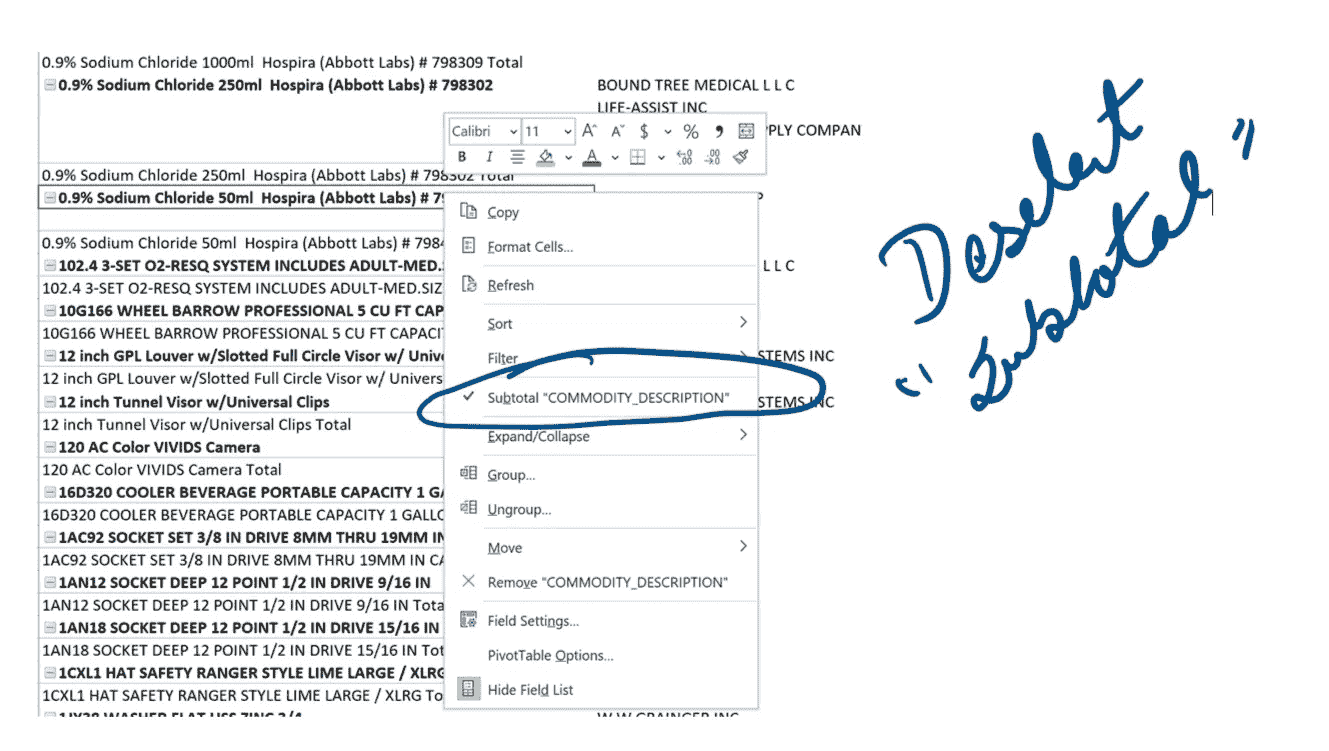 0.9% Sodium Chloride 1000ml  Hospira (Abbott Labs) # 798309 Total
0.9% Sodium Chloride 250ml  Hospira (Abbott Labs) # 798302 BOUND TREE MEDICAL L L C
LIFE-ASSIST INC
PLY COMPAN
Calibri 11 A^ A˅ $ % , 
B I A
0.9% Sodium Chloride 250ml  Hospira (Abbott Labs) # 798302 Total
0.9% Sodium Chloride 50ml  Hospira (Abbott Labs) # 79
0.9% Sodium Chloride 50ml  Hospira (Abbott Labs) # 798
102.4 3-SET O2-RESQ SYSTEM INCLUDES ADULT-MED. L L C
102.4 3-SET O2-RESQ SYSTEM INCLUDES ADULT-MED.SIZ
10G166 WHEEL BARROW PROFESSIONAL 5 CU FT CAP
10G166 WHEEL BARROW PROFESSIONAL 5 CU FT CAPACI
12 inch GPL Louver w/Slotted Full Circle Visor w/ Unive STEMS INC
12 inch GPL Louver w/Slotted Full Circle Visor w/ Univers
12 inch Tunnel Visor w/Universal Clips STEMS INC
12 inch Tunnel Visor w/Universal Clips Total
120 AC Color VIVIDS Camera
120 AC Color VIVIDS Camera Total
16D320 COOLER BEVERAGE PORTABLE CAPACITY 1 GA
16D320 COOLER BEVERAGE PORTABLE CAPACITY 1 GALLO
1AC92 SOCKET SET 3/8 IN DRIVE 8MM THRU 19MM IN
1AC92 SOCKET SET 3/8 IN DRIVE 8MM THRU 19MM IN CA
1AN12 SOCKET DEEP 12 POINT 1/2 IN DRIVE 9/16 IN
1AN12 SOCKET DEEP 12 POINT 1/2 IN DRIVE 9/16 IN Tota
1AN18 SOCKET DEEP 12 POINT 1/2 IN DRIVE 15/16 IN
1AN18 SOCKET DEEP 12 POINT 1/2 IN DRIVE 15/16 IN Tot
1CXL1 HAT SAFETY RANGER STYLE LIME LARGE / XLRG
1CXL1 HAT SAFETY RANGER STYLE LIME LARGE / XLRG To
W W GRAINGER INC
Copy
Format Cells...
Refresh
Sort
Filter
Subtotal "COMMODITY_DESCRIPTION"
Expand/Collapse
Group...
Ungroup...
Move
Remove "COMMODITY_DESCRIPTION"
Field Settings...
PivotTable Options...
Hide Field List
Deselect
"Subtotal"